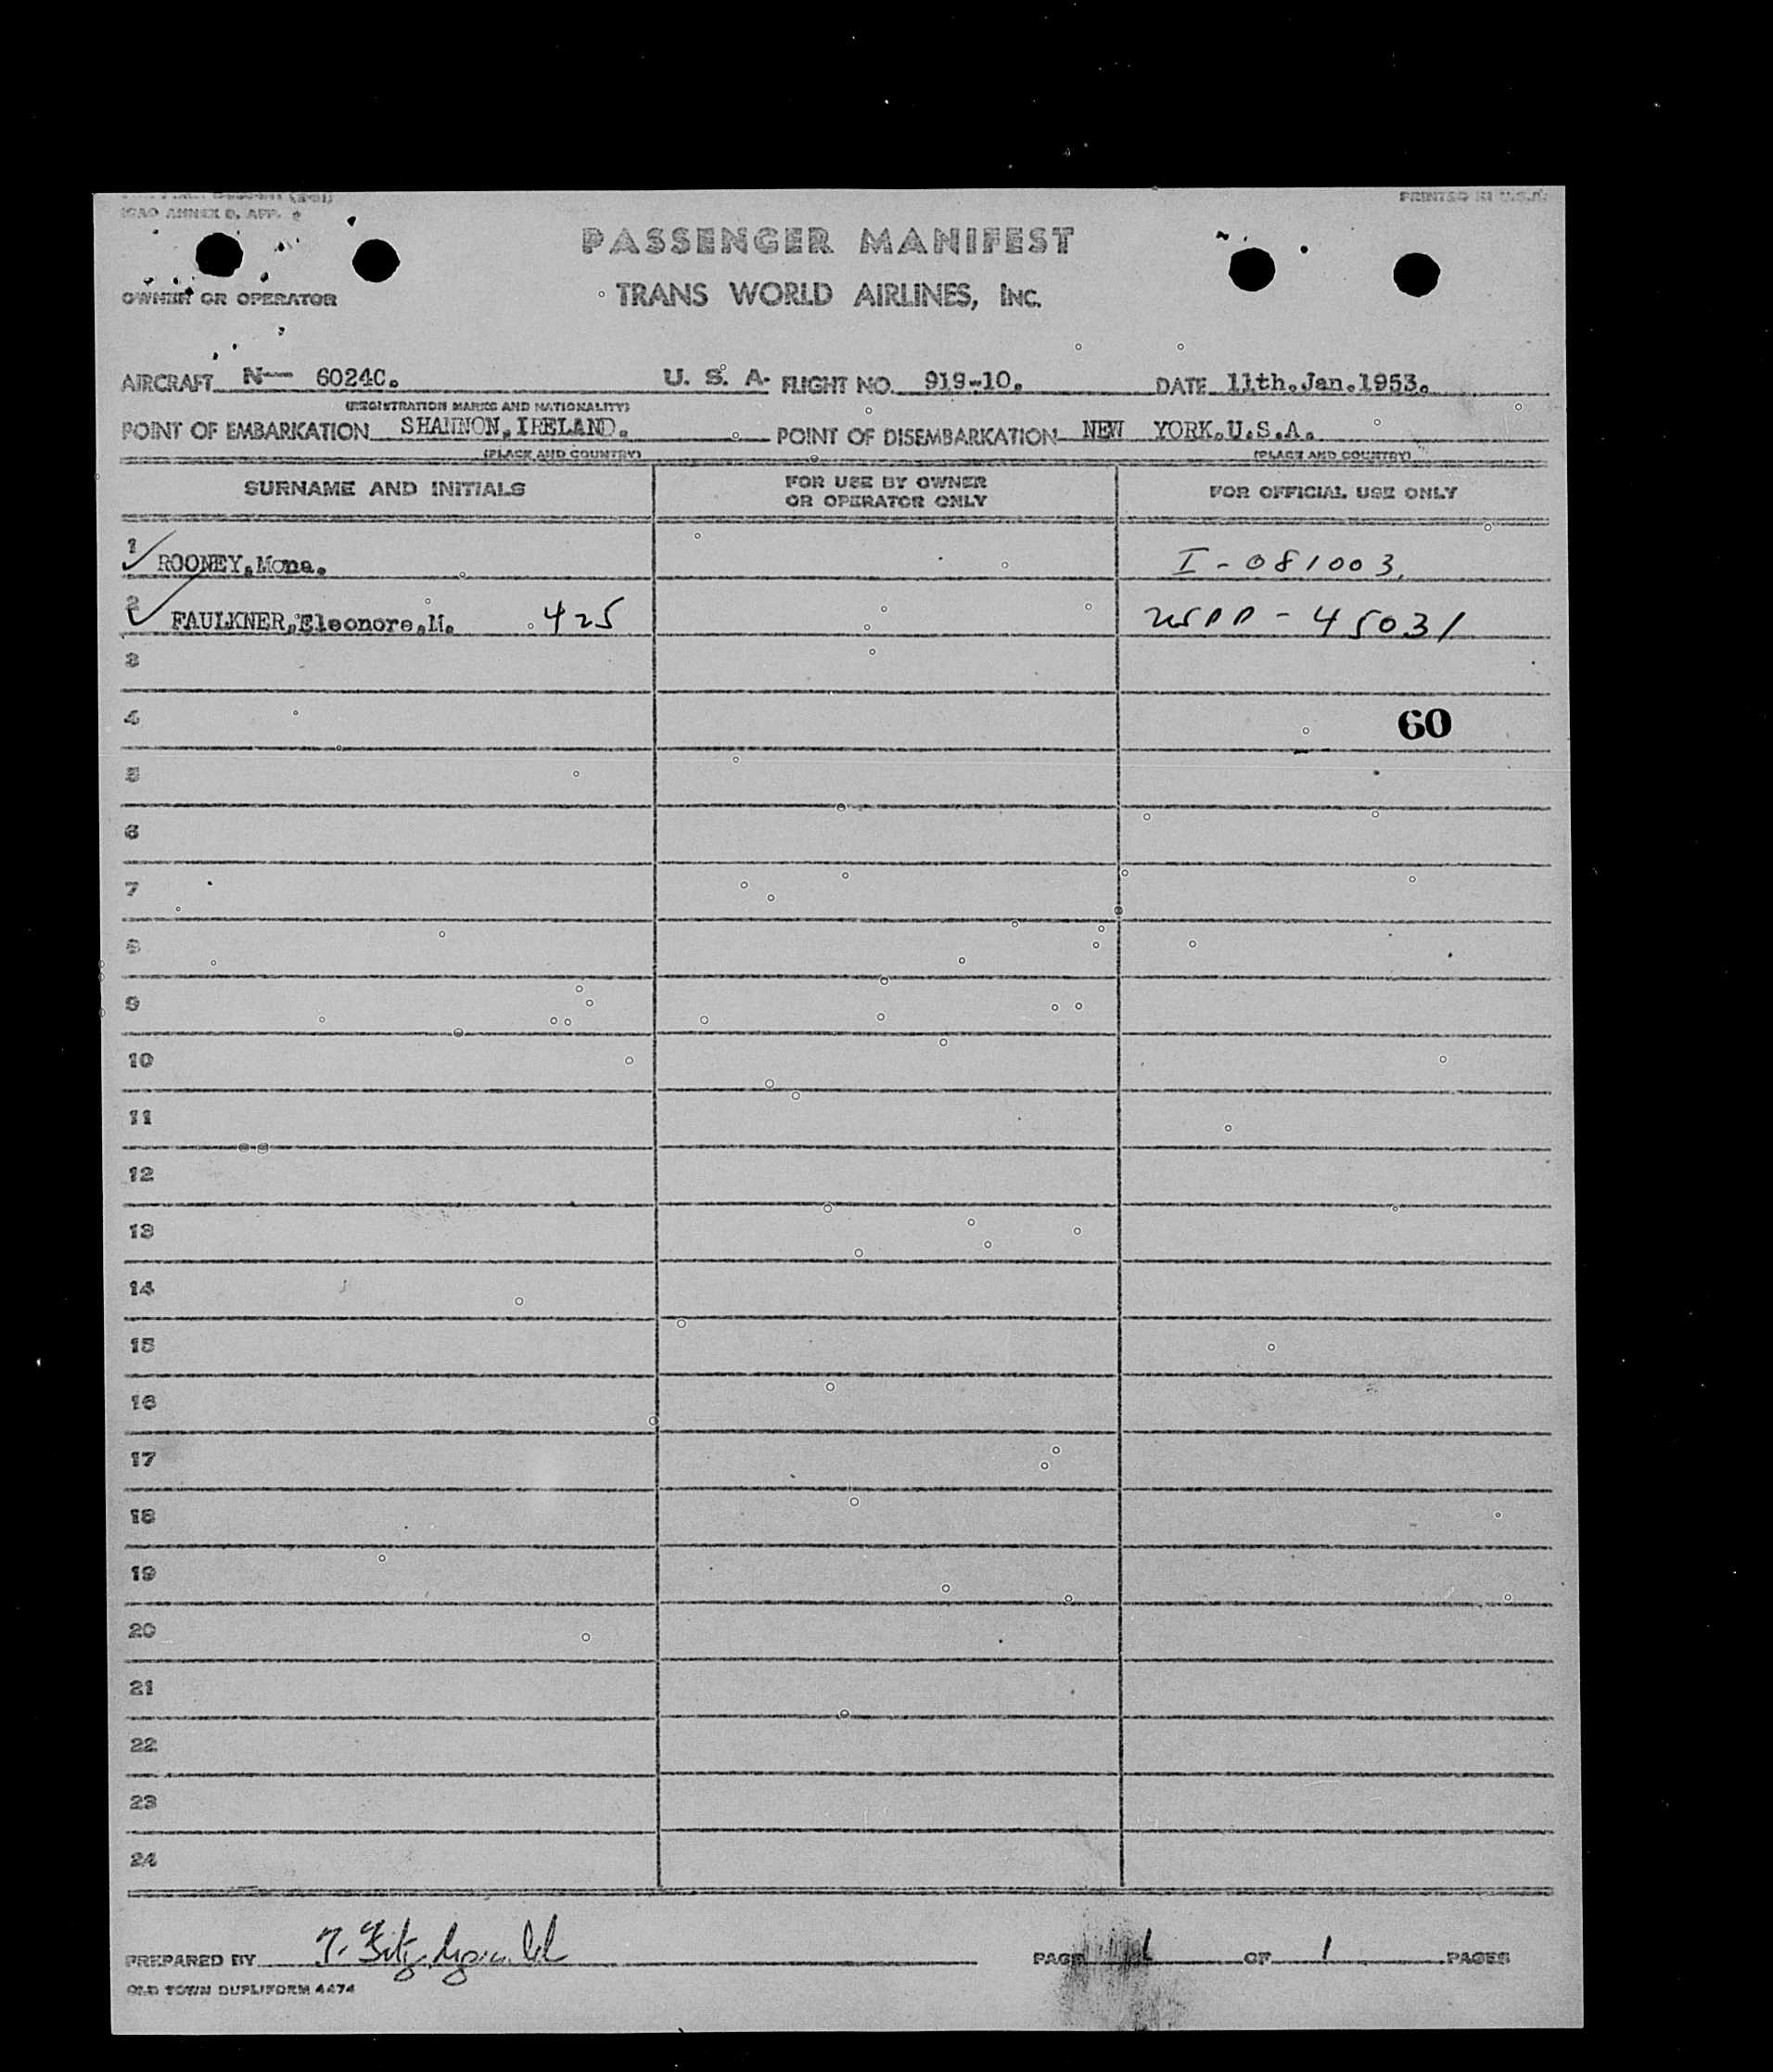 ICAO ANNEX 9, APP. 2
PRINTED IN U.S.A.
PASSENGER MANIFEST
OWNER OR OPERATOR TRANS WORLD AIRLINES, INC.
AIRCRAFT N— 6024C. U. S. A. FLIGHT NO. 919-10. DATE 11th.Jan.1953.
(REGISTRATION MARKS AND NATIONALITY)
POINT OF EMBARKATION SHANNON,IRELAND. POINT OF DISEMBARKATION NEW YORK.U.S.A.
(PLACE AND COUNTRY) (PLACE AND COUNTRY)
SURNAME AND INITIALS
FOR USE BY OWNER
OR OPERATOR ONLY
FOR OFFICIAL USE ONLY
1 ROONEY,Mona. I-081003.
2 FAULKNER,Eleonore,M. 425 USPP-45031
3
4 60
5
6
7
8
9
10
11
12
13
14
15
16
17
18
19
20
21
22
23
24
PREPARED BY T. Fitzgerald PAGE 1 OF 1 PAGES
OLD TOWN DUPLIFORM 4474